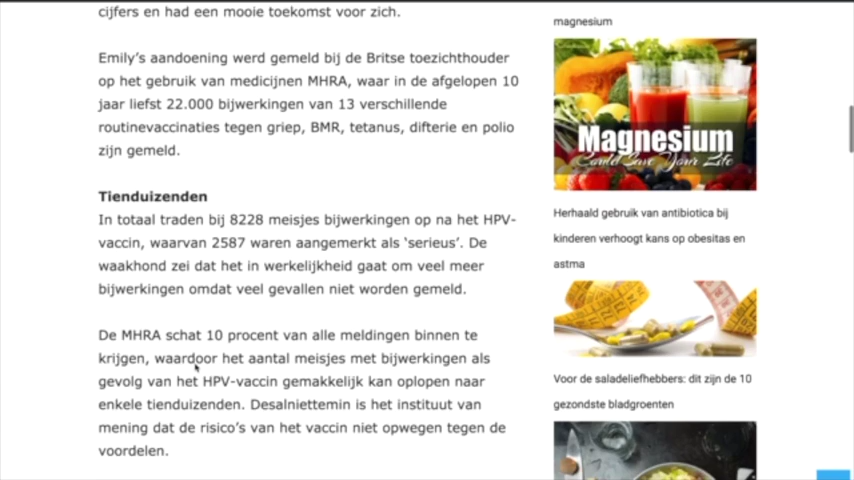 cijfers en had een mooie toekomst voor zich.
Emily’s aandoening werd gemeld bij de Britse toezichthouder
op het gebruik van medicijnen MHRA, waar in de afgelopen 10
jaar liefst 22.000 bijwerkingen van 13 verschillende
routinevaccinaties tegen griep, BMR, tetanus, difterie en polio
zijn gemeld.
Tienduizenden
In totaal traden bij 8228 meisjes bijwerkingen op na het HPV-
vaccin, waarvan 2587 waren aangemerkt als ‘serieus’. De
waakhond zei dat het in werkelijkheid gaat om veel meer
bijwerkingen omdat veel gevallen niet worden gemeld.
De MHRA schat 10 procent van alle meldingen binnen te
krijgen, waardoor het aantal meisjes met bijwerkingen als
gevolg van het HPV-vaccin gemakkelijk kan oplopen naar
enkele tienduizenden. Desalniettemin is het instituut van
mening dat de risico’s van het vaccin niet opwegen tegen de
voordelen.
magnesium
Magnesium
Could Save Your Life
Herhaald gebruik van antibiotica bij
kinderen verhoogt kans op obesitas en
astma
Voor de saladeliefhebbers: dit zijn de 10
gezondste bladgroenten